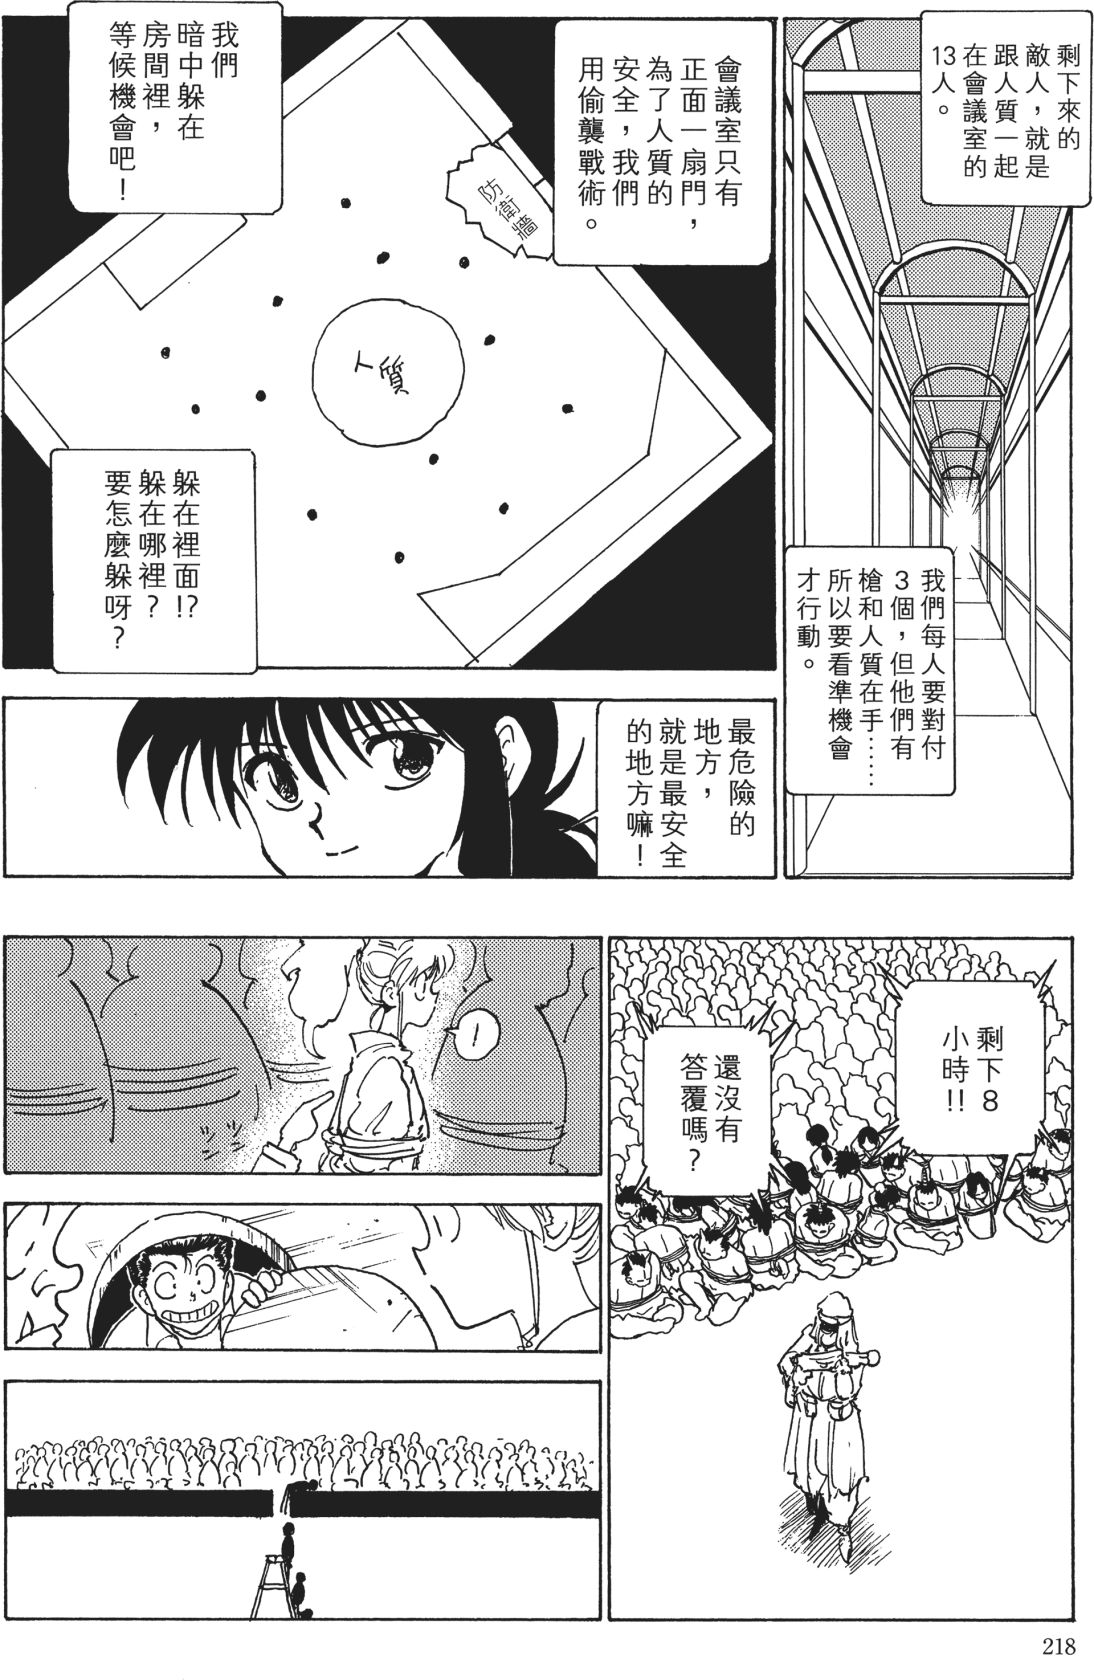 剩下來的
敵人，就是
跟人質一起
在會議室的
13人。
我們每人要對付
3個，但他們有
槍和人質在手……
所以要看準機會
才行動。
會議室只有
正面一扇門，
為了人質的
安全，我們
用偷襲戰術。
防衛牆
人質
我們
暗中躲在
房間裡，
等候機會吧！
躲在裡面!?
躲在哪裡？
要怎麼躲呀？
最危險的
地方，
就是最安全
的地方嘛！
剩下8
小時!!
還沒有
答覆嗎？
！
ツツ
218